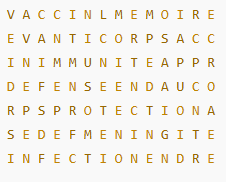 V A C C I N L M E M O I R E
E V A N T I C O R P S A C C
I N I M M U N I T E A P P R
D E F E N S E E N D A U C O
R P S P R O T E C T I O N A
S E D E F M E N I N G I T E
I N F E C T I O N E N D R E